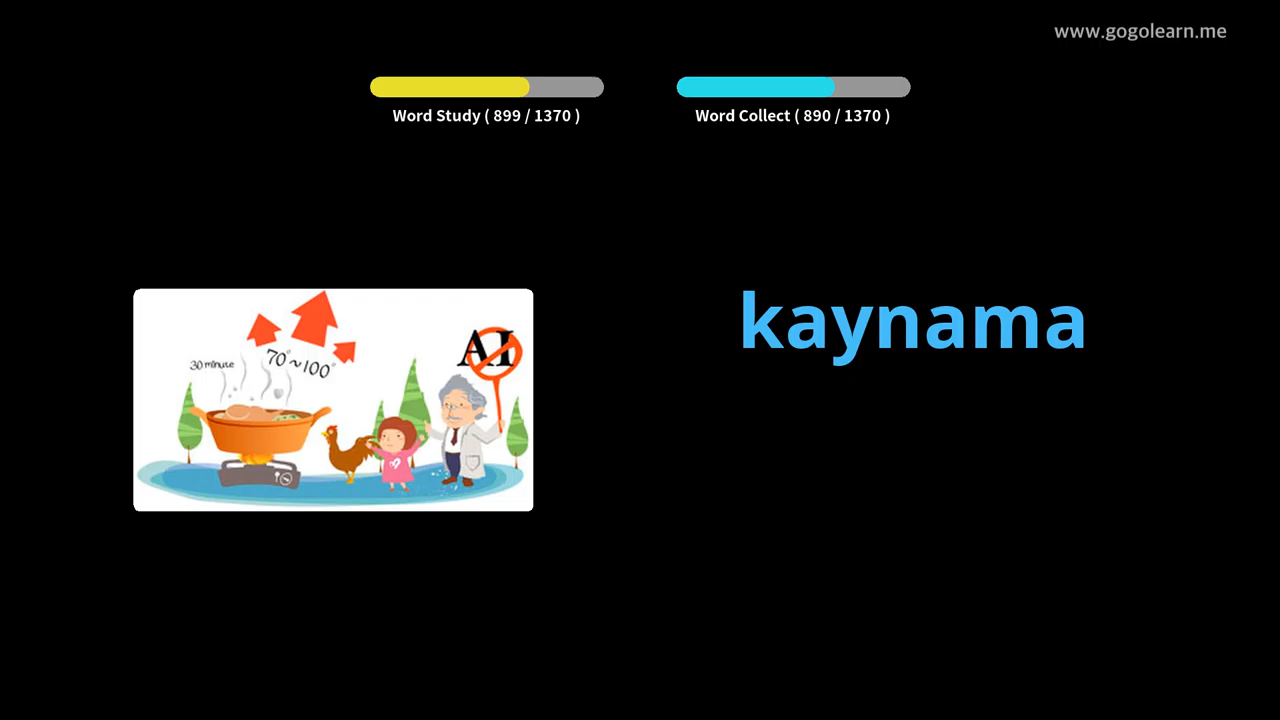 www.gogolearn.me
Word Study ( 899 / 1370 )
Word Collect ( 890 / 1370 )
kaynama
30 minute
70°~100°
AI